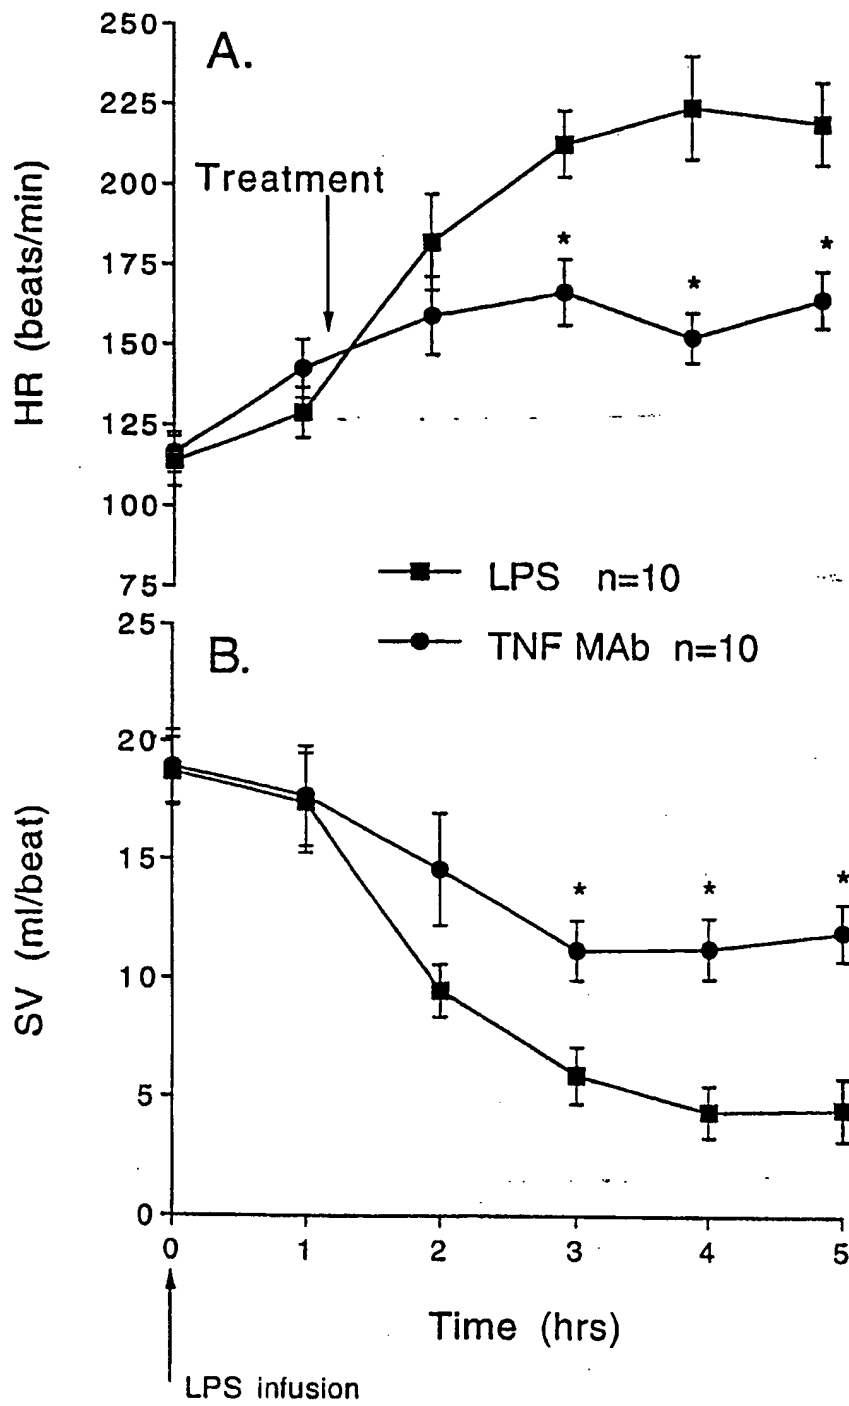 250
A.
225
200
Treatment
175
*
*
*
150
125
100
75
HR (beats/min)
LPS n=10
TNF MAb n=10
25
B.
20
15
*
*
*
10
5
0
SV (ml/beat)
0 1 2 3 4 5
Time (hrs)
LPS infusion